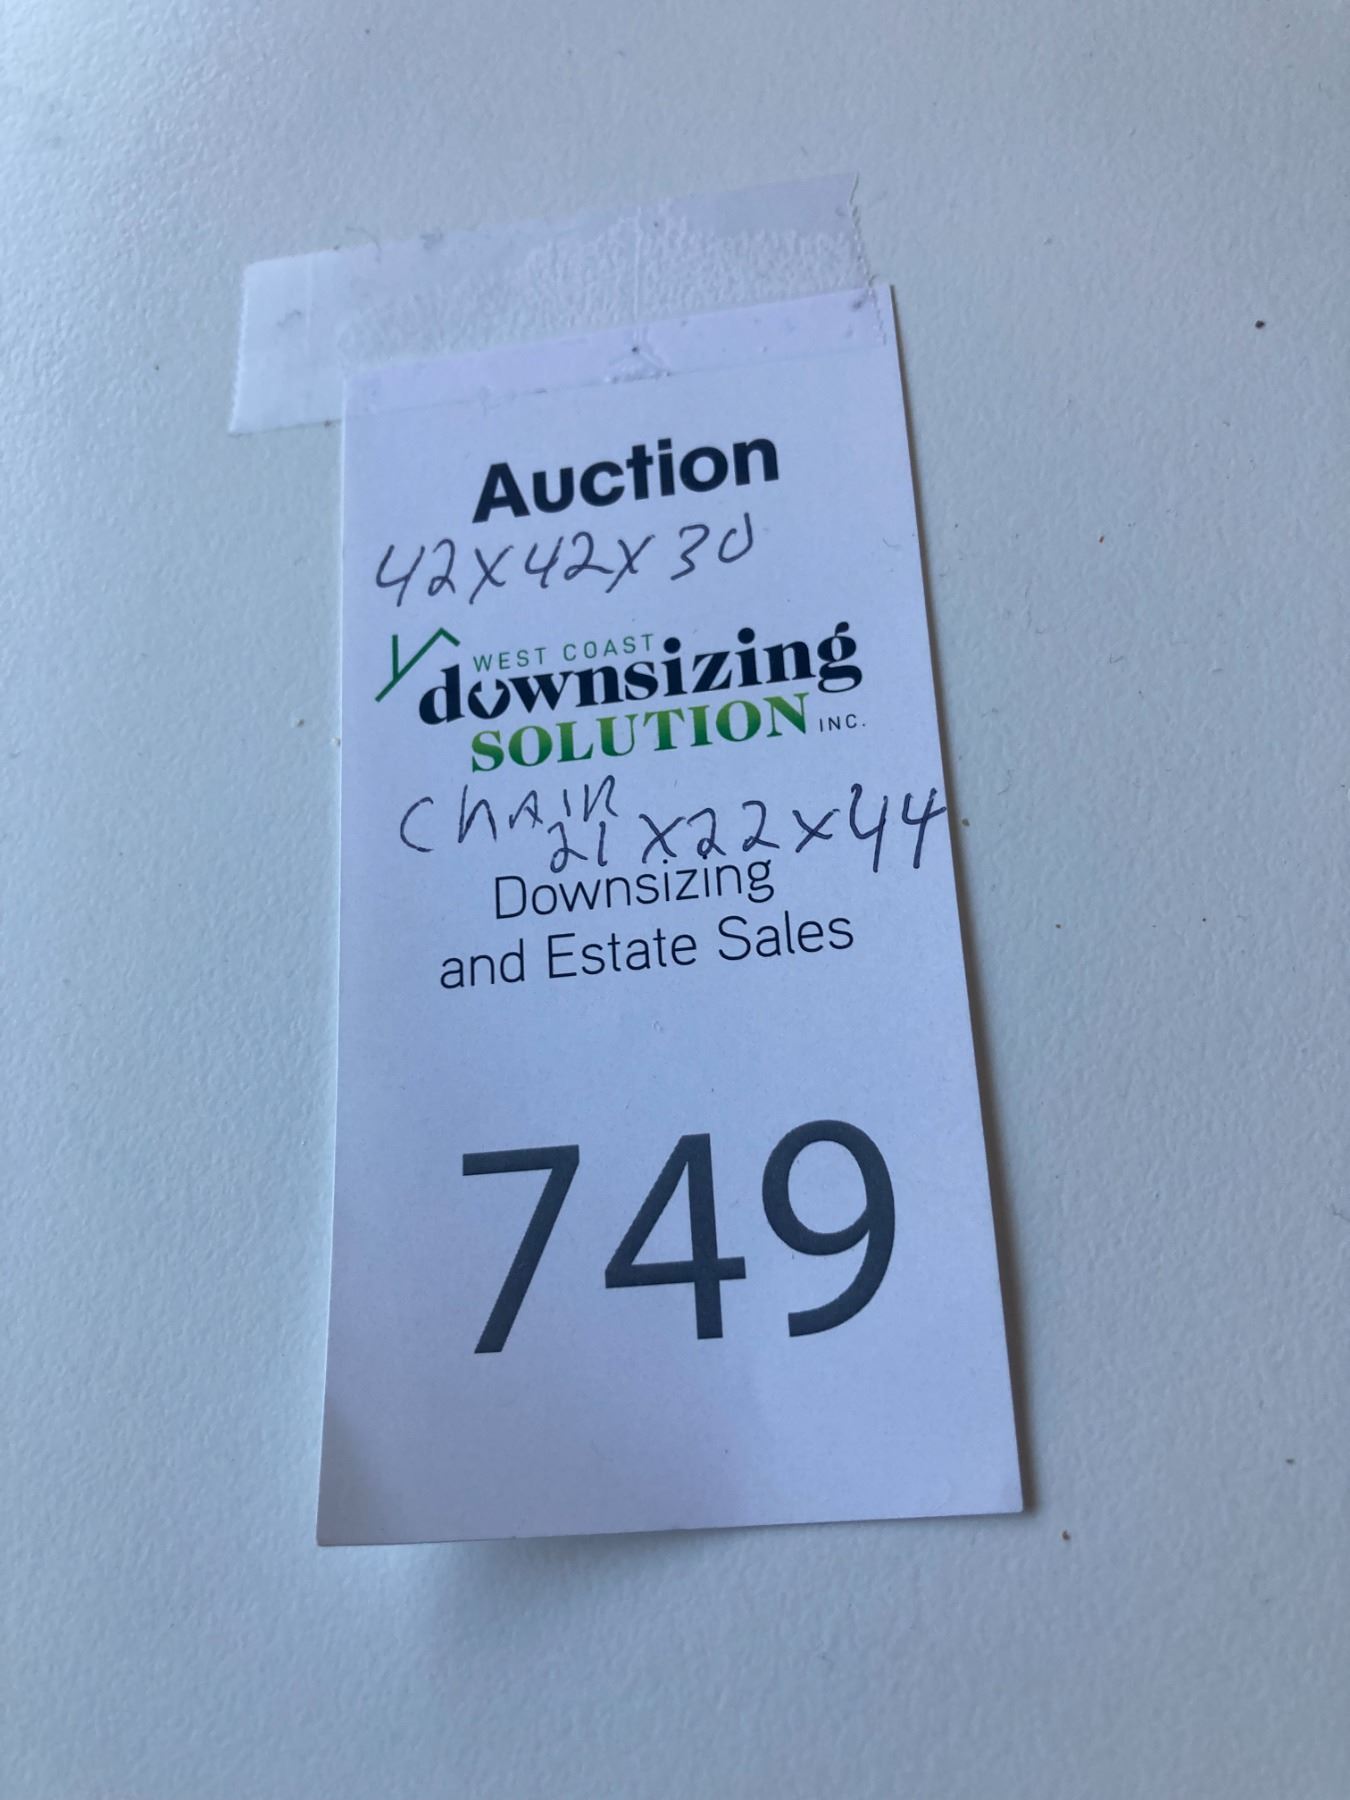 Auction
42x42x30
WEST COAST
downsizing
SOLUTION INC.
CHAIR
21x22x44
Downsizing
and Estate Sales
749